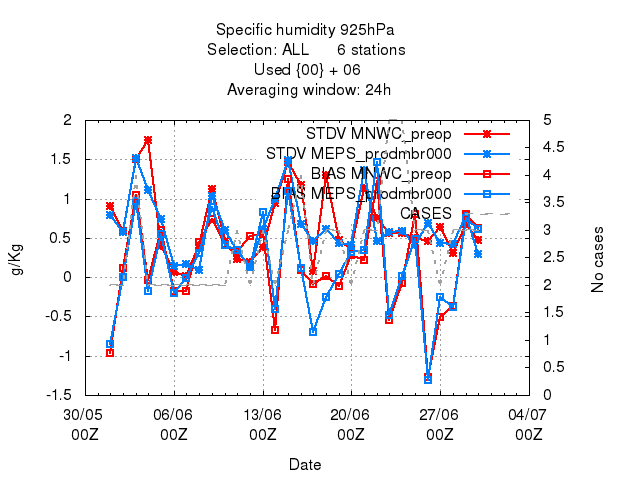 Specific humidity 925hPa
Selection: ALL 6 stations
Used {00} + 06
Averaging window: 24h
STDV MNWC_preop
STDV MEPS_prodmbr000
BIAS MNWC_preop
BIAS MEPS_prodmbr000
CASES
2
1.5
1
0.5
0
-0.5
-1
-1.5
g/Kg
5
4.5
4
3.5
3
2.5
2
1.5
1
0.5
0
No cases
30/05 06/06 13/06 20/06 27/06 04/07
00Z 00Z 00Z 00Z 00Z 00Z
Date